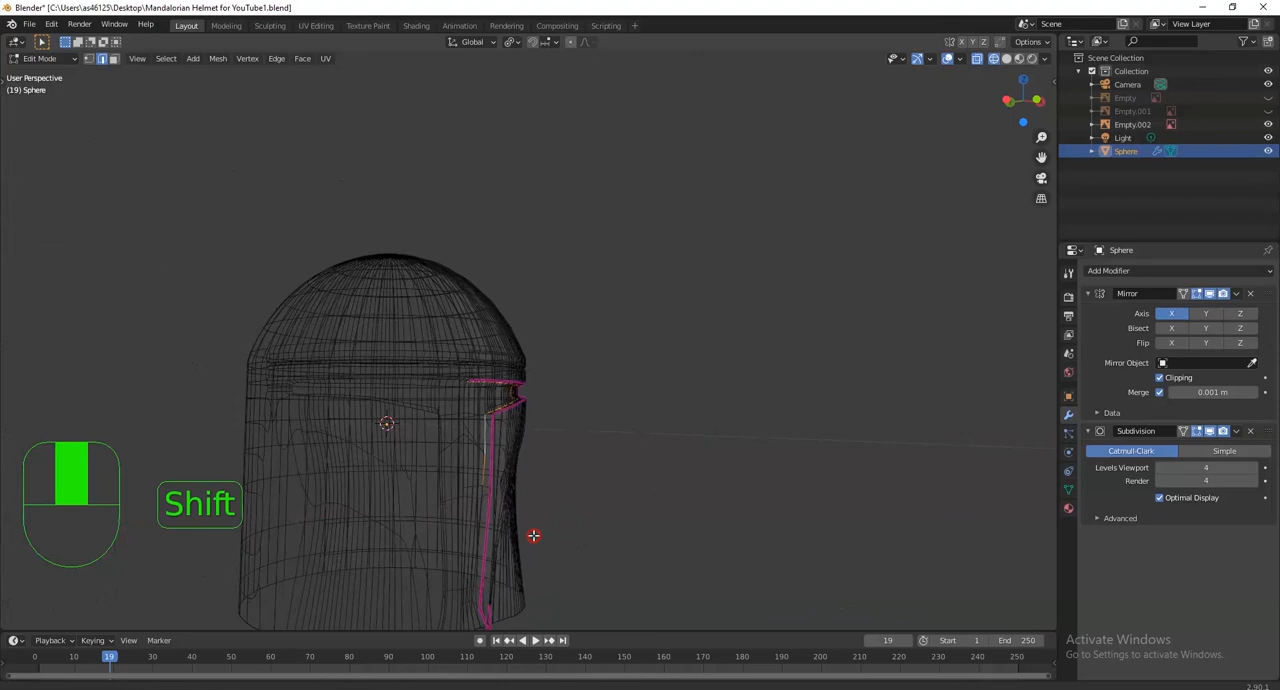 Blender* [C:\Users\as46125\Desktop\Mandalorian Helmet for YouTube1.blend]
File Edit Render Window Help Layout Modeling Sculpting UV Editing Texture Paint Shading Animation Rendering Compositing Scripting + Scene View Layer
Global X Y Z Options
Edit Mode View Select Add Mesh Vertex Edge Face UV
User Perspective
(19) Sphere
Z
Scene Collection
Collection
Camera
Empty
Empty.001
Empty.002
Light
Sphere
Sphere
Add Modifier
Mirror
Axis X Y Z
Bisect X Y Z
Flip X Y Z
Mirror Object
Clipping
Merge 0.001 m
Data
Subdivision
Catmull-Clark Simple
Levels Viewport 4
Render 4
Optimal Display
Advanced
Shift
Playback Keying View Marker 19 Start 1 End 250
0 10 19 30 40 50 60 70 80 90 100 110 120 130 140 150 160 170 180 190 200 210 220 230 240 250
Activate Windows
Go to Settings to activate Windows.
2.90.1